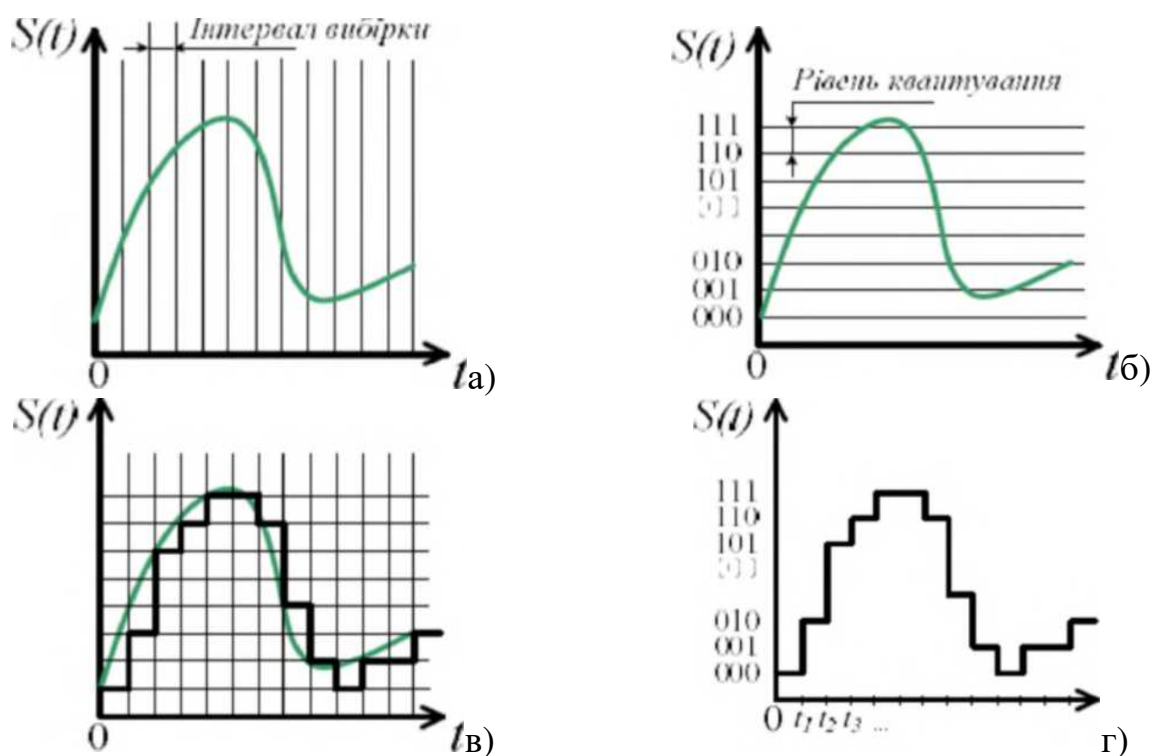 S(t)
Інтервал вибірки
0
t
а)
S(t)
Рівень квантування
111
110
101
010
001
000
0
t
б)
S(t)
0
t
в)
S(t)
111
110
101
010
001
000
0 t₁ t₂ t₃ ...
г)